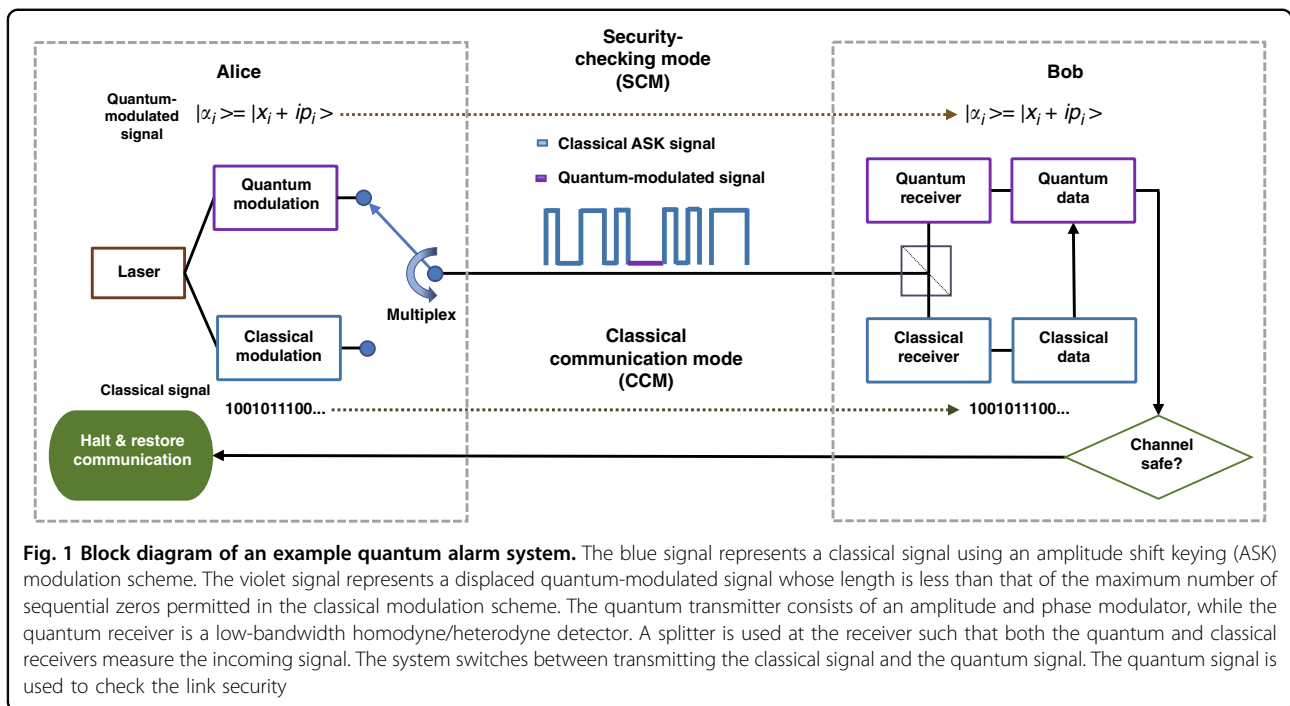 Security-
checking mode
(SCM)
Alice
Bob
Quantum-
modulated
signal
|α_i >= |x_i + ip_i >
|α_i >= |x_i + ip_i >
Classical ASK signal
Quantum-modulated signal
Quantum
modulation
Quantum
receiver
Quantum
data
Laser
Multiplex
Classical
modulation
Classical
communication mode
(CCM)
Classical
receiver
Classical
data
Classical signal
1001011100...
1001011100...
Halt & restore
communication
Channel
safe?
Fig. 1 Block diagram of an example quantum alarm system. The blue signal represents a classical signal using an amplitude shift keying (ASK)
modulation scheme. The violet signal represents a displaced quantum-modulated signal whose length is less than that of the maximum number of
sequential zeros permitted in the classical modulation scheme. The quantum transmitter consists of an amplitude and phase modulator, while the
quantum receiver is a low-bandwidth homodyne/heterodyne detector. A splitter is used at the receiver such that both the quantum and classical
receivers measure the incoming signal. The system switches between transmitting the classical signal and the quantum signal. The quantum signal is
used to check the link security